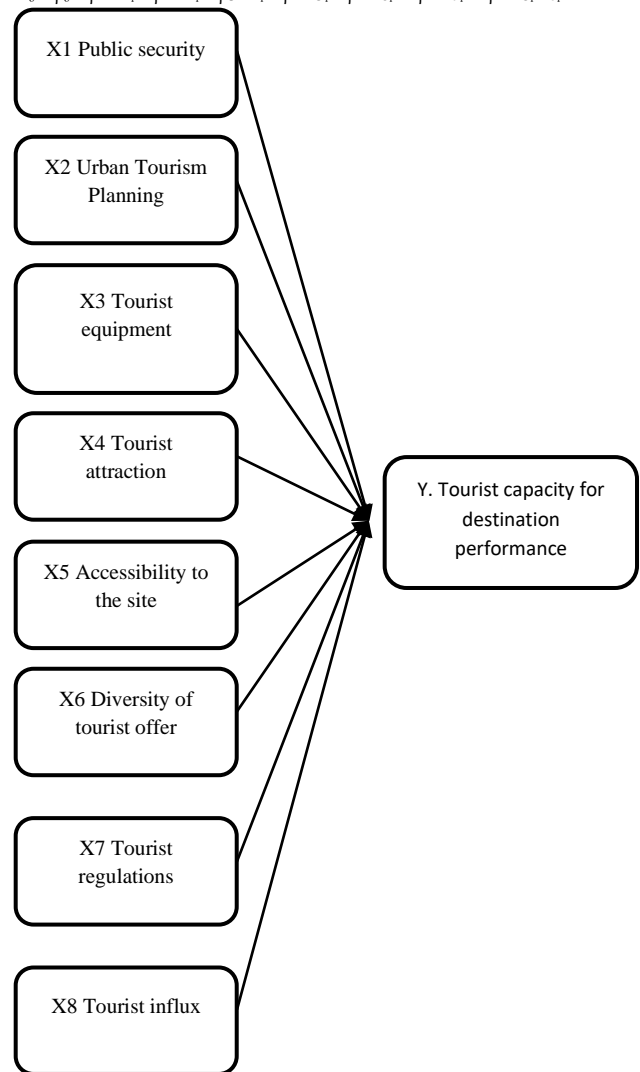 X1 Public security
X2 Urban Tourism
Planning
X3 Tourist
equipment
X4 Tourist
attraction
X5 Accessibility to
the site
X6 Diversity of
tourist offer
X7 Tourist
regulations
X8 Tourist influx
Y. Tourist capacity for
destination
performance